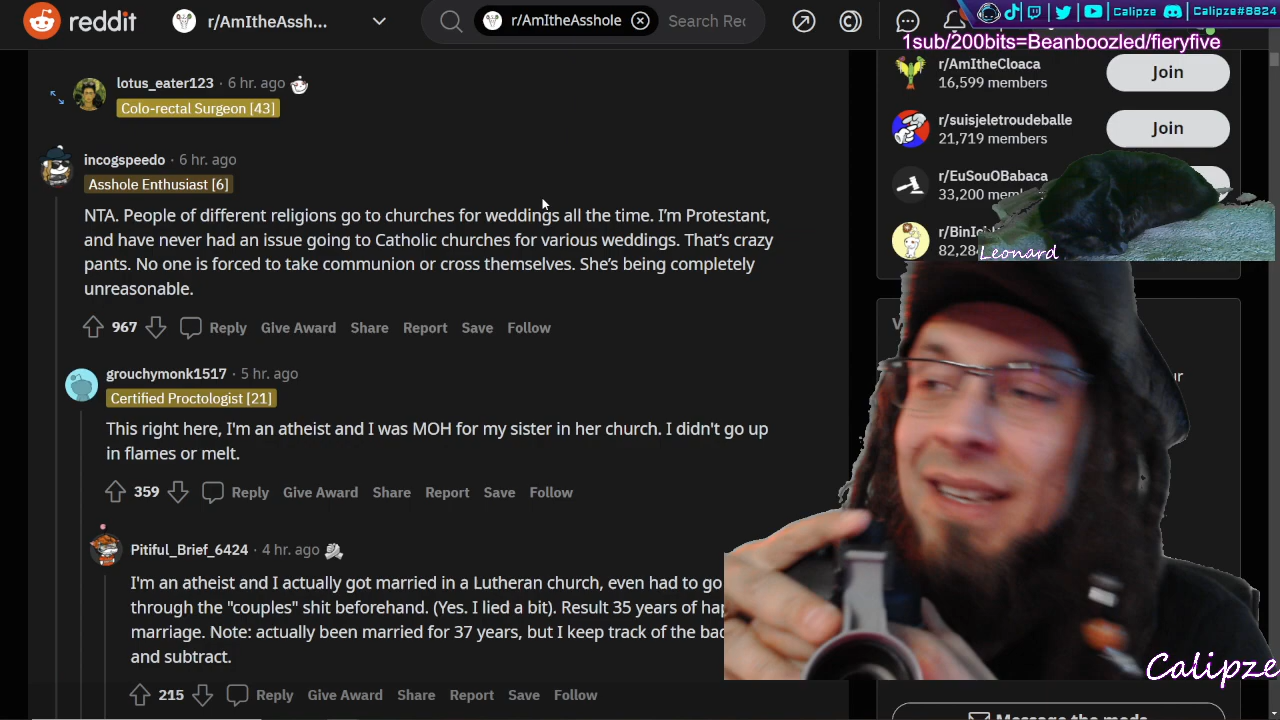 reddit
r/AmItheAssh...
r/AmItheAsshole
Search Rec
Calipze
Calipze#8824
1sub/200bits=Beanboozled/fieryfive
lotus_eater123 · 6 hr. ago
Colo-rectal Surgeon [43]
incogspeedo · 6 hr. ago
Asshole Enthusiast [6]
NTA. People of different religions go to churches for weddings all the time. I'm Protestant,
and have never had an issue going to Catholic churches for various weddings. That's crazy
pants. No one is forced to take communion or cross themselves. She's being completely
unreasonable.
967 Reply Give Award Share Report Save Follow
grouchymonk1517 · 5 hr. ago
Certified Proctologist [21]
This right here, I'm an atheist and I was MOH for my sister in her church. I didn't go up
in flames or melt.
359 Reply Give Award Share Report Save Follow
Pitiful_Brief_6424 · 4 hr. ago
I'm an atheist and I actually got married in a Lutheran church, even had to go
through the "couples" shit beforehand. (Yes. I lied a bit). Result 35 years of hap
marriage. Note: actually been married for 37 years, but I keep track of the bad
and subtract.
215 Reply Give Award Share Report Save Follow
r/AmItheCloaca
16,599 members
Join
r/suisjeletroudeballe
21,719 members
Join
r/EuSouOBabaca
33,200 mem
82,28
Leonard
Calipze
Message the mods